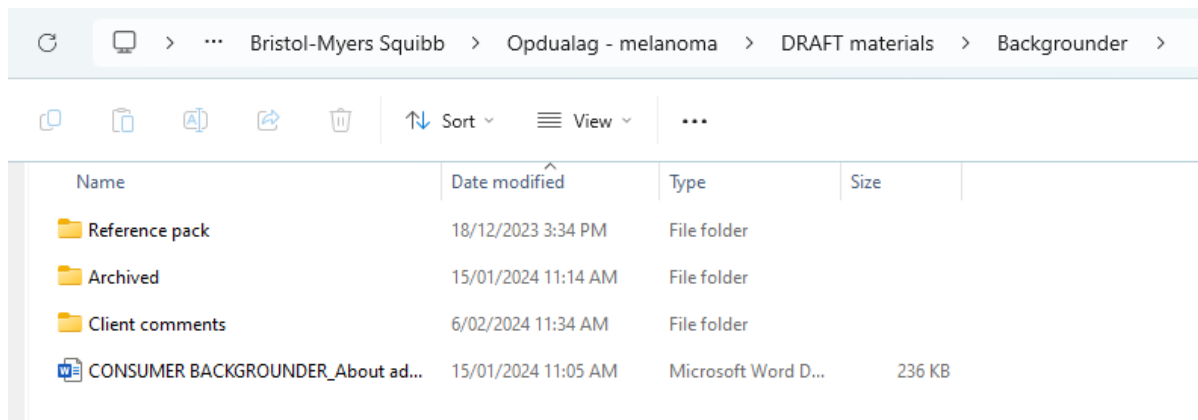 ··· Bristol-Myers Squibb > Opdualag - melanoma > DRAFT materials > Backgrounder >
Sort View ···
Name Date modified Type Size
Reference pack 18/12/2023 3:34 PM File folder
Archived 15/01/2024 11:14 AM File folder
Client comments 6/02/2024 11:34 AM File folder
CONSUMER BACKGROUNDER_About ad... 15/01/2024 11:05 AM Microsoft Word D... 236 KB